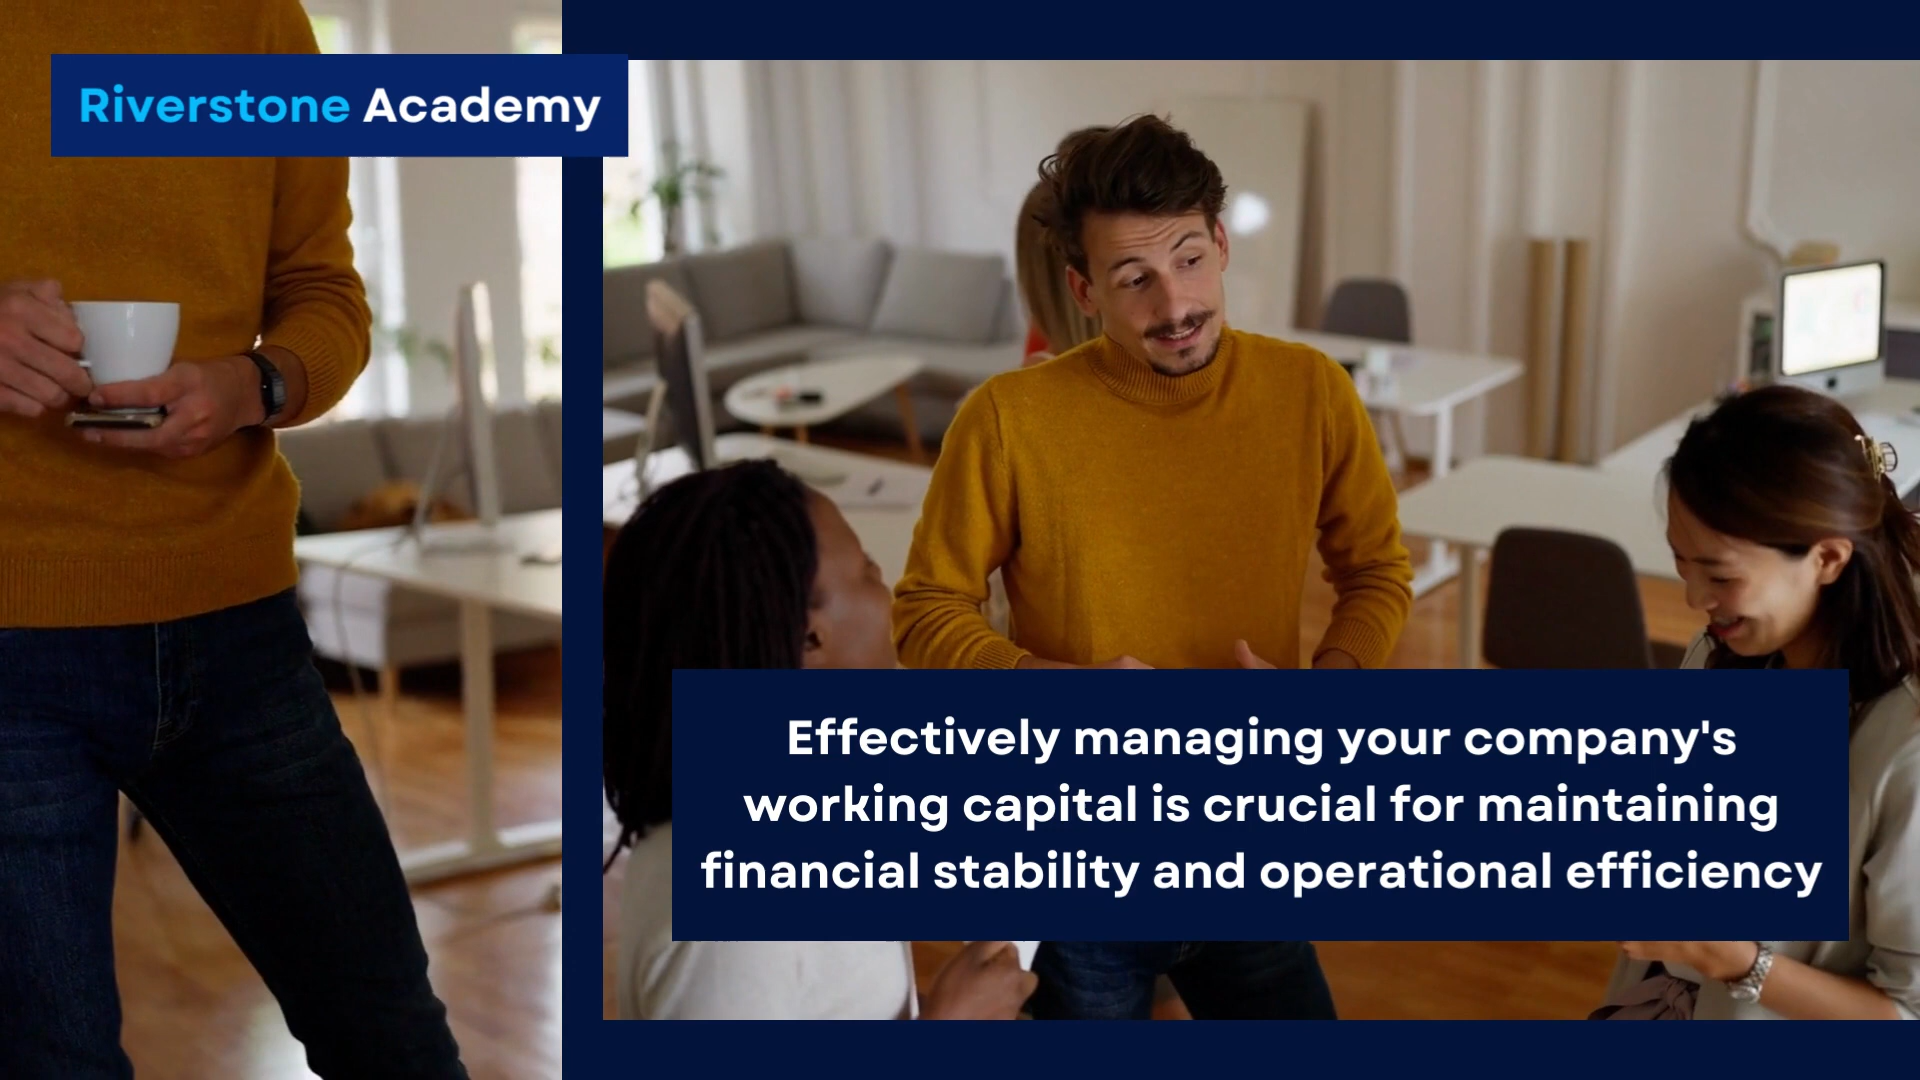 Riverstone Academy
Effectively managing your company's
working capital is crucial for maintaining
financial stability and operational efficiency